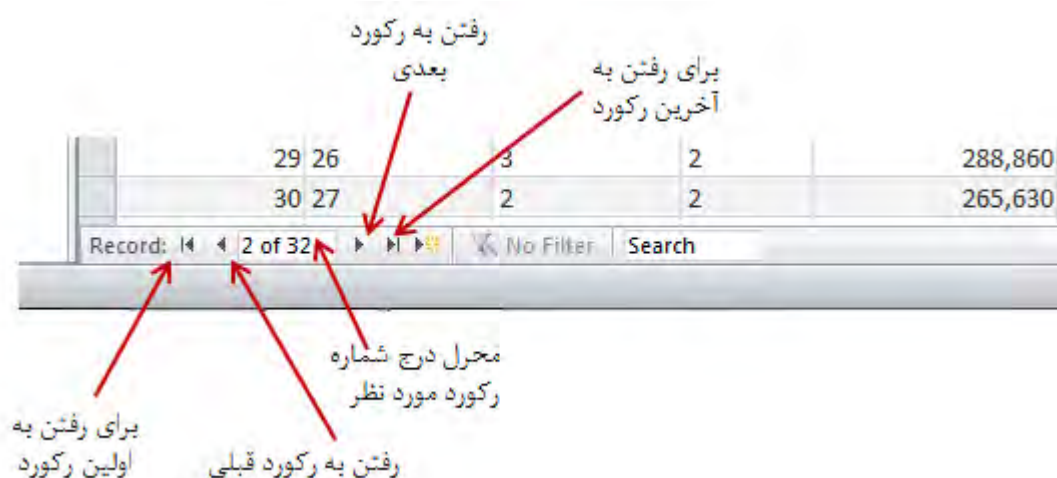 رفتن به رکورد
بعدی
برای رفتن به
آخرین رکورد
29 26 3 2 288,860
30 27 2 2 265,630
Record: 2 of 32 No Filter Search
محرل درج شماره
رکورد مورد نظر
برای رفتن به
اولین رکورد
رفتن به رکورد قبلی